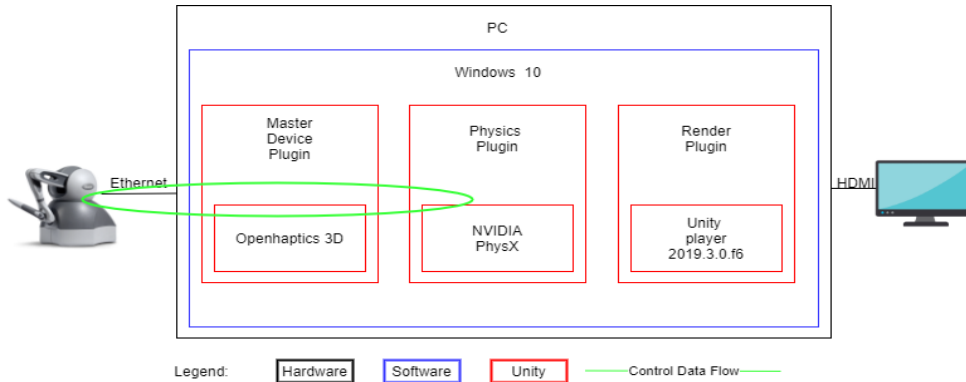 PC
Windows 10
Master
Device
Plugin
Physics
Plugin
Render
Plugin
Ethernet
HDMI
Openhaptics 3D
NVIDIA
PhysX
Unity
player
2019.3.0.f6
Legend:
Hardware
Software
Unity
Control Data Flow